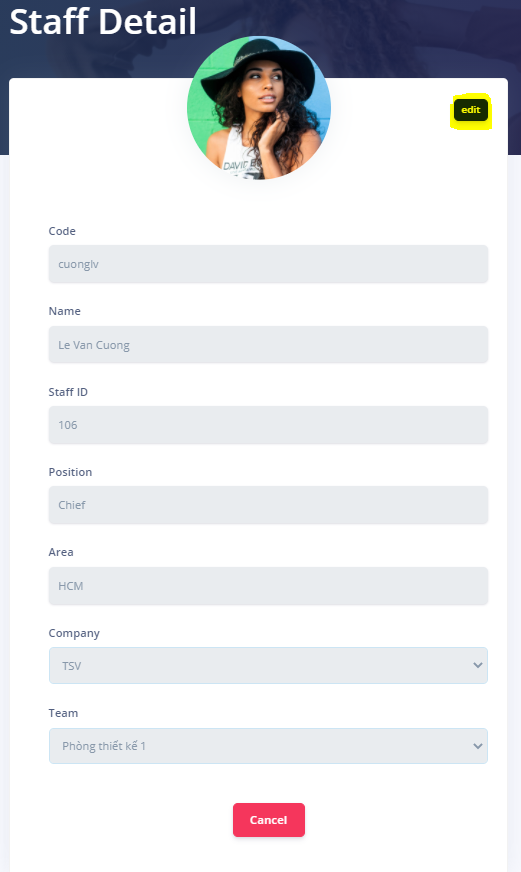 Staff Detail
edit
Code
cuonglv
Name
Le Van Cuong
Staff ID
106
Position
Chief
Area
HCM
Company
TSV
Team
Phòng thiết kế 1
Cancel